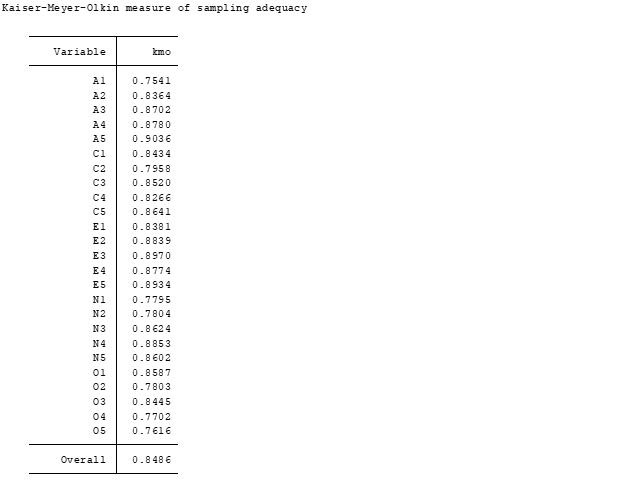 Kaiser-Meyer-Olkin measure of sampling adequacy
Variable kmo
A1 0.7541
A2 0.8364
A3 0.8702
A4 0.8780
A5 0.9036
C1 0.8434
C2 0.7958
C3 0.8520
C4 0.8266
C5 0.8641
E1 0.8381
E2 0.8839
E3 0.8970
E4 0.8774
E5 0.8934
N1 0.7795
N2 0.7804
N3 0.8624
N4 0.8853
N5 0.8602
O1 0.8587
O2 0.7803
O3 0.8445
O4 0.7702
O5 0.7616
Overall 0.8486